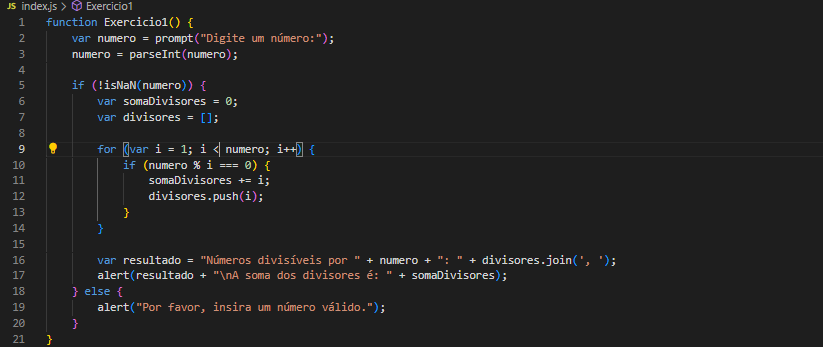 JS index.js > Exercicio1
1 function Exercicio1() {
2 var numero = prompt("Digite um número:");
3 numero = parseInt(numero);
4
5 if (!isNaN(numero)) {
6 var somaDivisores = 0;
7 var divisores = [];
8
9 for (var i = 1; i < numero; i++) {
10 if (numero % i === 0) {
11 somaDivisores += i;
12 divisores.push(i);
13 }
14 }
15
16 var resultado = "Números divisíveis por " + numero + ": " + divisores.join(', ');
17 alert(resultado + "\nA soma dos divisores é: " + somaDivisores);
18 } else {
19 alert("Por favor, insira um número válido.");
20 }
21 }